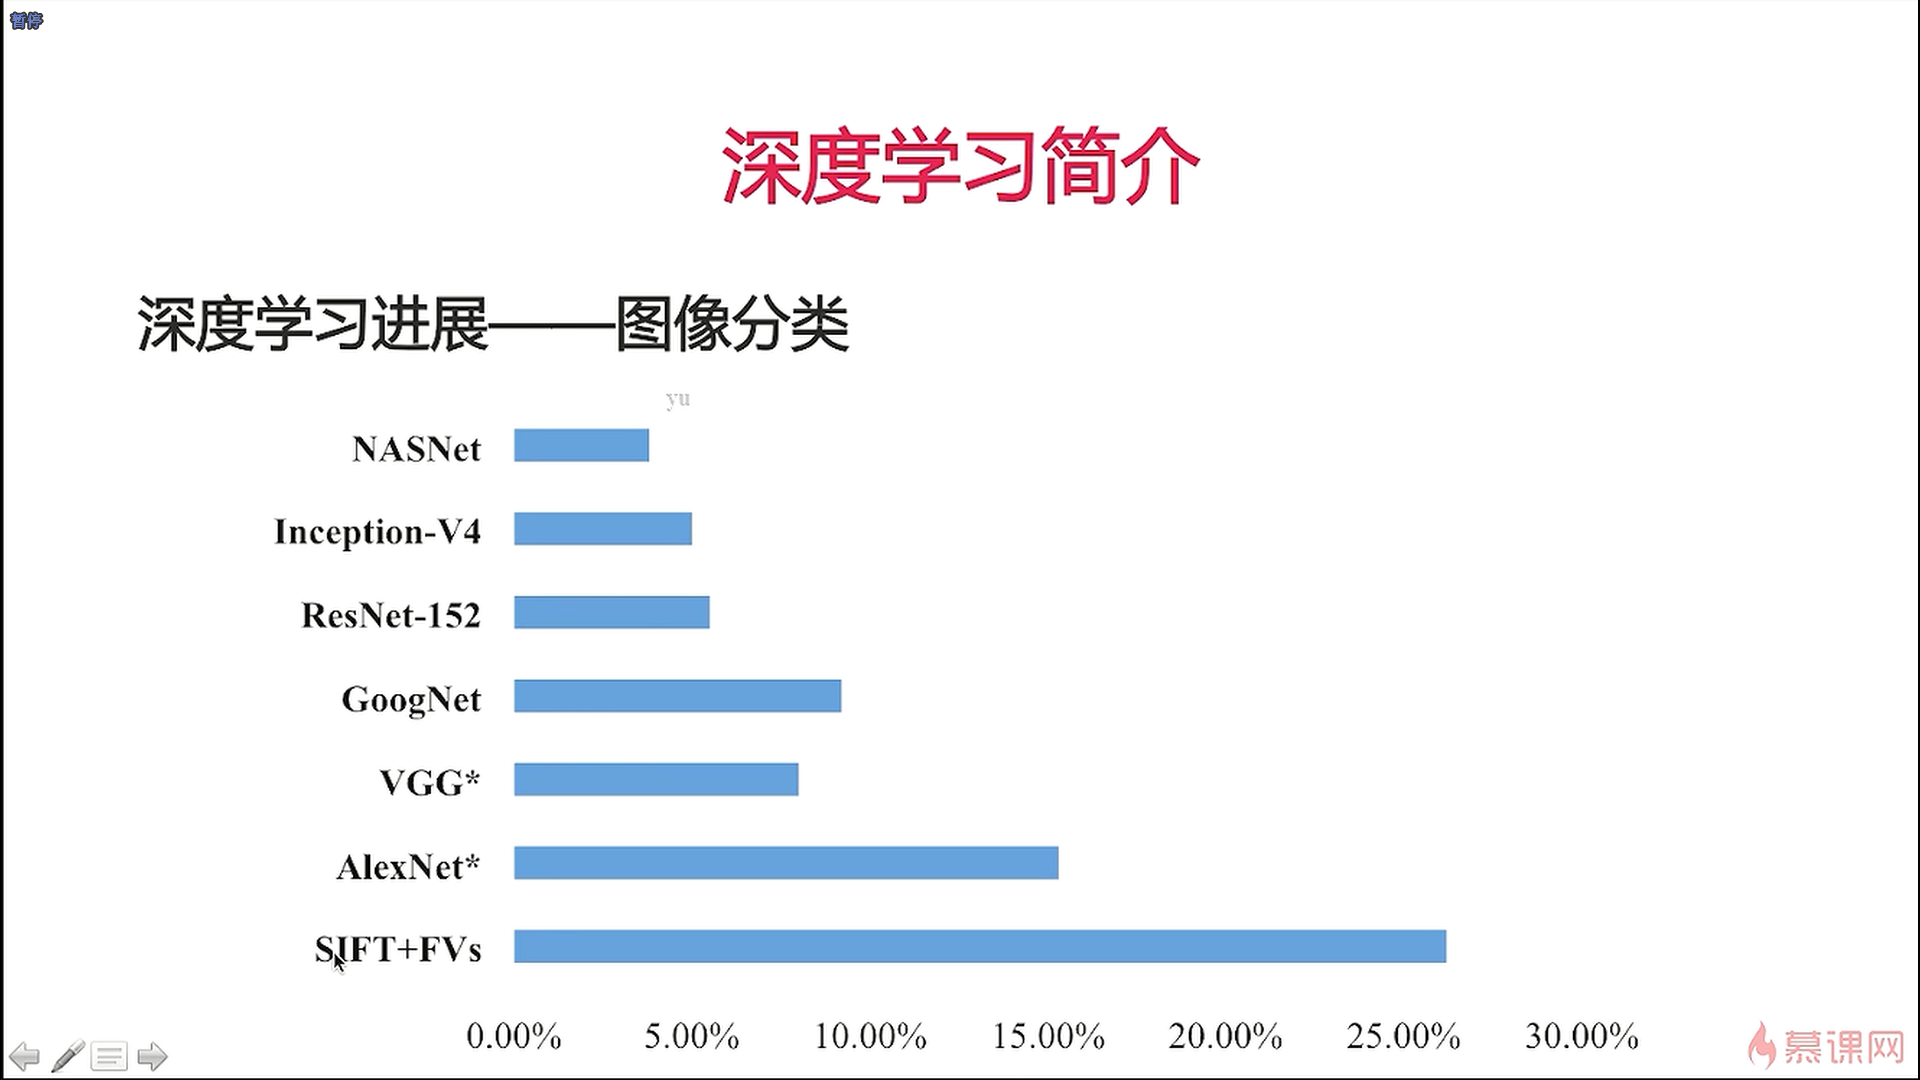 暂停
深度学习简介
深度学习进展——图像分类
yu
NASNet
Inception-V4
ResNet-152
GoogNet
VGG*
AlexNet*
SIFT+FVs
0.00% 5.00% 10.00% 15.00% 20.00% 25.00% 30.00%
慕课网